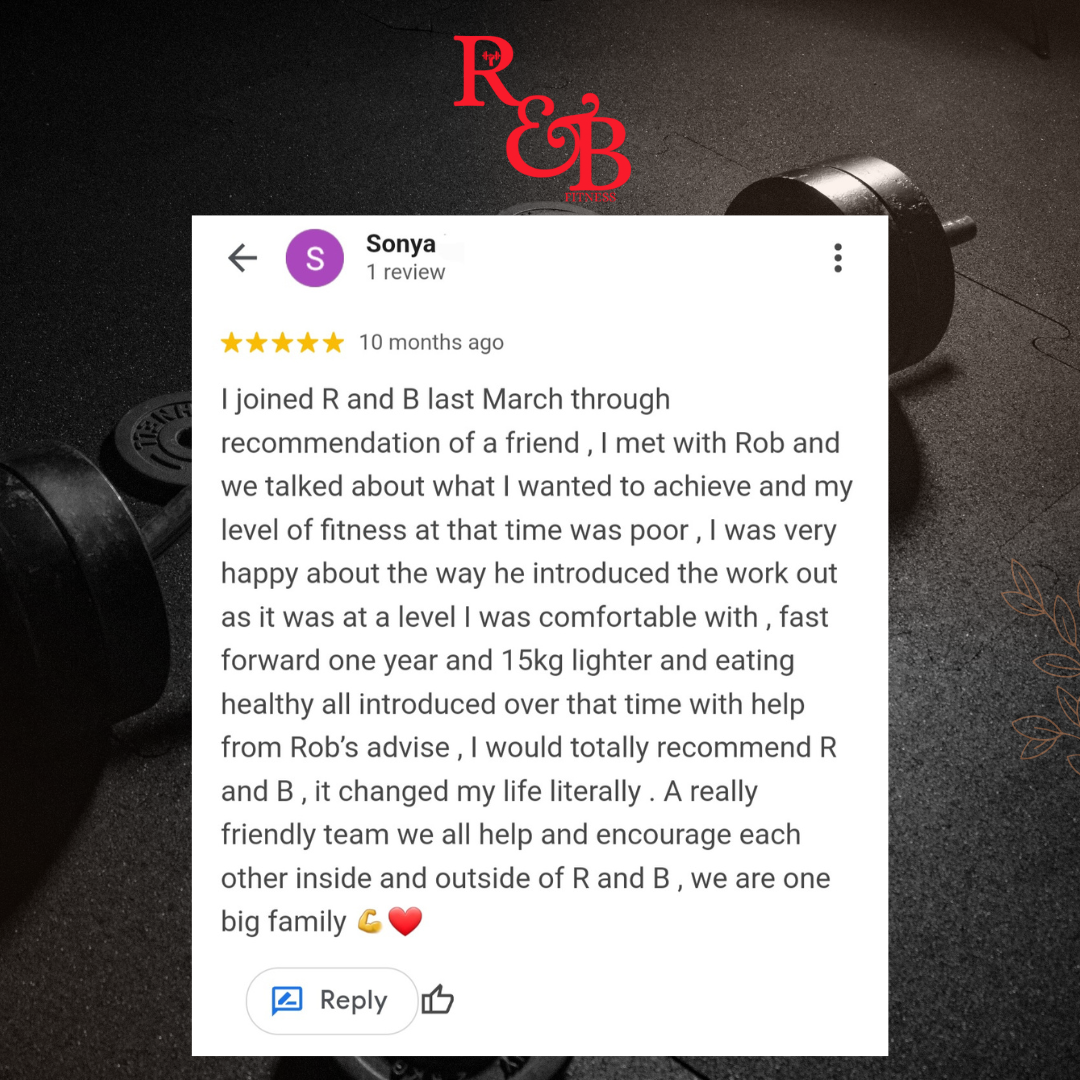 R
&B
FITNESS
S
Sonya
1 review
10 months ago
I joined R and B last March through
recommendation of a friend , I met with Rob and
we talked about what I wanted to achieve and my
level of fitness at that time was poor , I was very
happy about the way he introduced the work out
as it was at a level I was comfortable with , fast
forward one year and 15kg lighter and eating
healthy all introduced over that time with help
from Rob’s advise , I would totally recommend R
and B , it changed my life literally . A really
friendly team we all help and encourage each
other inside and outside of R and B , we are one
big family 💪❤️
Reply